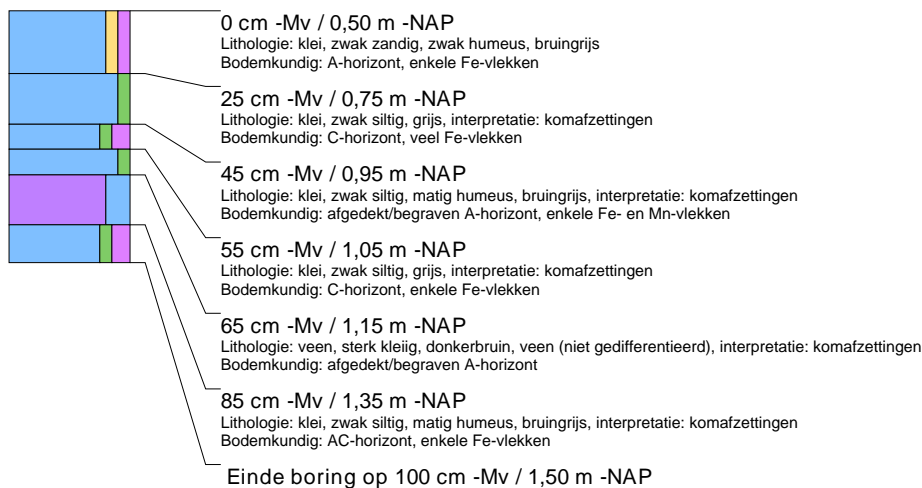 0 cm -Mv / 0,50 m -NAP
Lithologie: klei, zwak zandig, zwak humeus, bruingrijs
Bodemkundig: A-horizont, enkele Fe-vlekken
25 cm -Mv / 0,75 m -NAP
Lithologie: klei, zwak siltig, grijs, interpretatie: komafzettingen
Bodemkundig: C-horizont, veel Fe-vlekken
45 cm -Mv / 0,95 m -NAP
Lithologie: klei, zwak siltig, matig humeus, bruingrijs, interpretatie: komafzettingen
Bodemkundig: afgedekt/begraven A-horizont, enkele Fe- en Mn-vlekken
55 cm -Mv / 1,05 m -NAP
Lithologie: klei, zwak siltig, grijs, interpretatie: komafzettingen
Bodemkundig: C-horizont, enkele Fe-vlekken
65 cm -Mv / 1,15 m -NAP
Lithologie: veen, sterk kleiig, donkerbruin, veen (niet gedifferentieerd), interpretatie: komafzettingen
Bodemkundig: afgedekt/begraven A-horizont
85 cm -Mv / 1,35 m -NAP
Lithologie: klei, zwak siltig, matig humeus, bruingrijs, interpretatie: komafzettingen
Bodemkundig: AC-horizont, enkele Fe-vlekken
Einde boring op 100 cm -Mv / 1,50 m -NAP